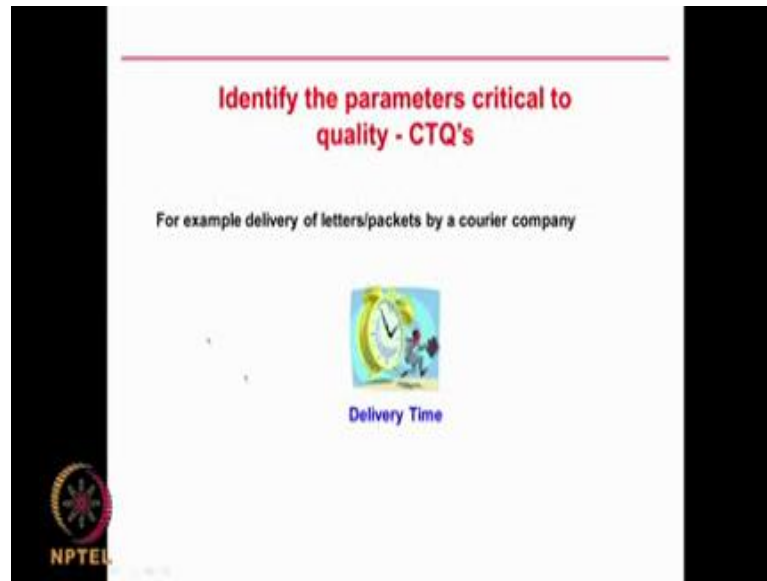 Identify the parameters critical to
quality - CTQ's
For example delivery of letters/packets by a courier company
Delivery Time
NPTEL